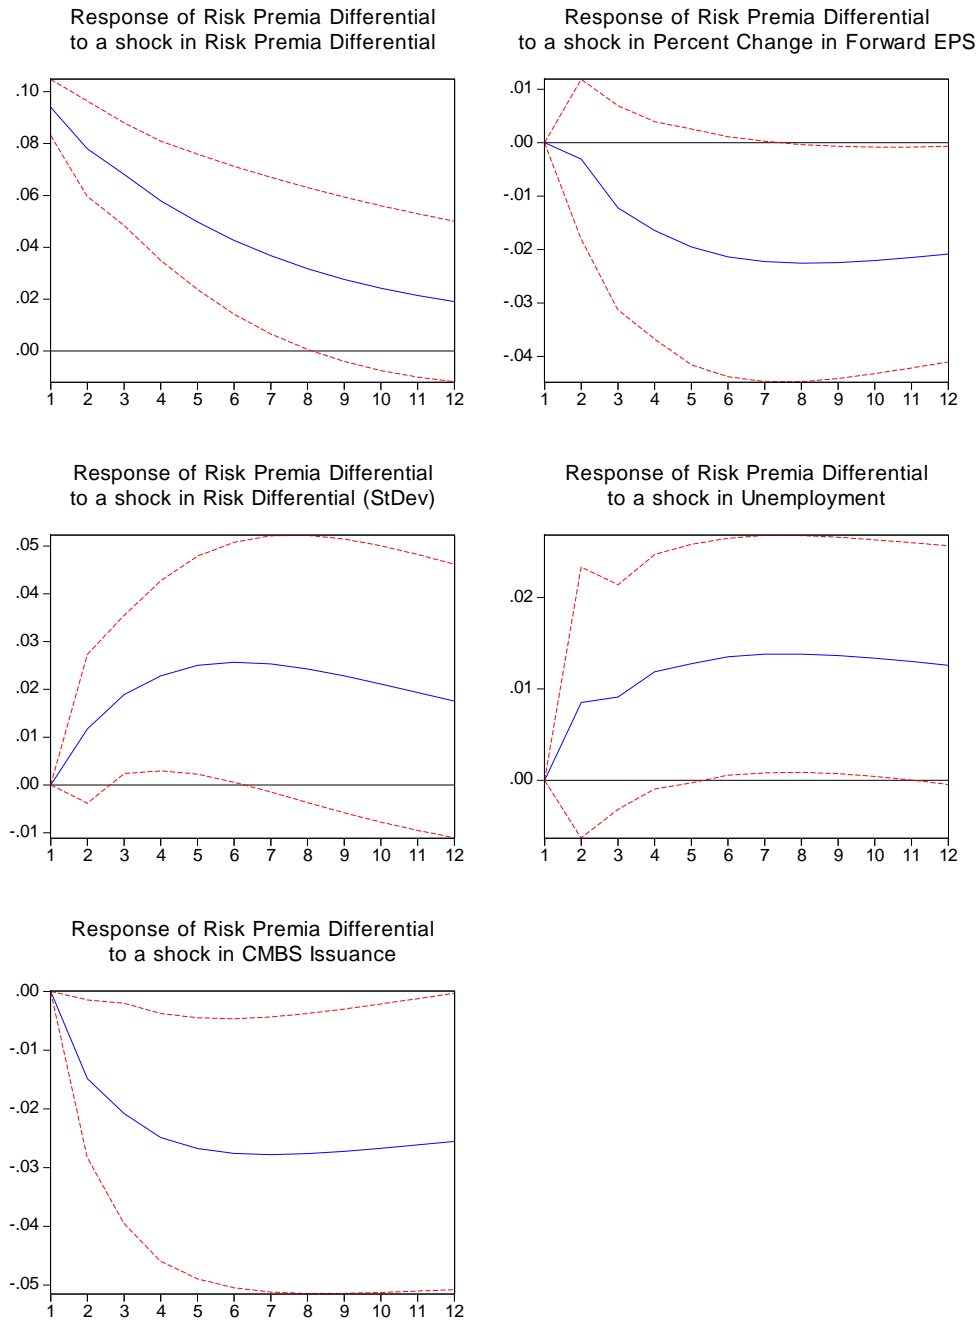 Response of Risk Premia Differential
to a shock in Risk Premia Differential
.10
.08
.06
.04
.02
.00
1 2 3 4 5 6 7 8 9 10 11 12
Response of Risk Premia Differential
to a shock in Percent Change in Forward EPS
.01
.00
-.01
-.02
-.03
-.04
1 2 3 4 5 6 7 8 9 10 11 12
Response of Risk Premia Differential
to a shock in Risk Differential (StDev)
.05
.04
.03
.02
.01
.00
-.01
1 2 3 4 5 6 7 8 9 10 11 12
Response of Risk Premia Differential
to a shock in Unemployment
.02
.01
.00
1 2 3 4 5 6 7 8 9 10 11 12
Response of Risk Premia Differential
to a shock in CMBS Issuance
.00
-.01
-.02
-.03
-.04
-.05
1 2 3 4 5 6 7 8 9 10 11 12